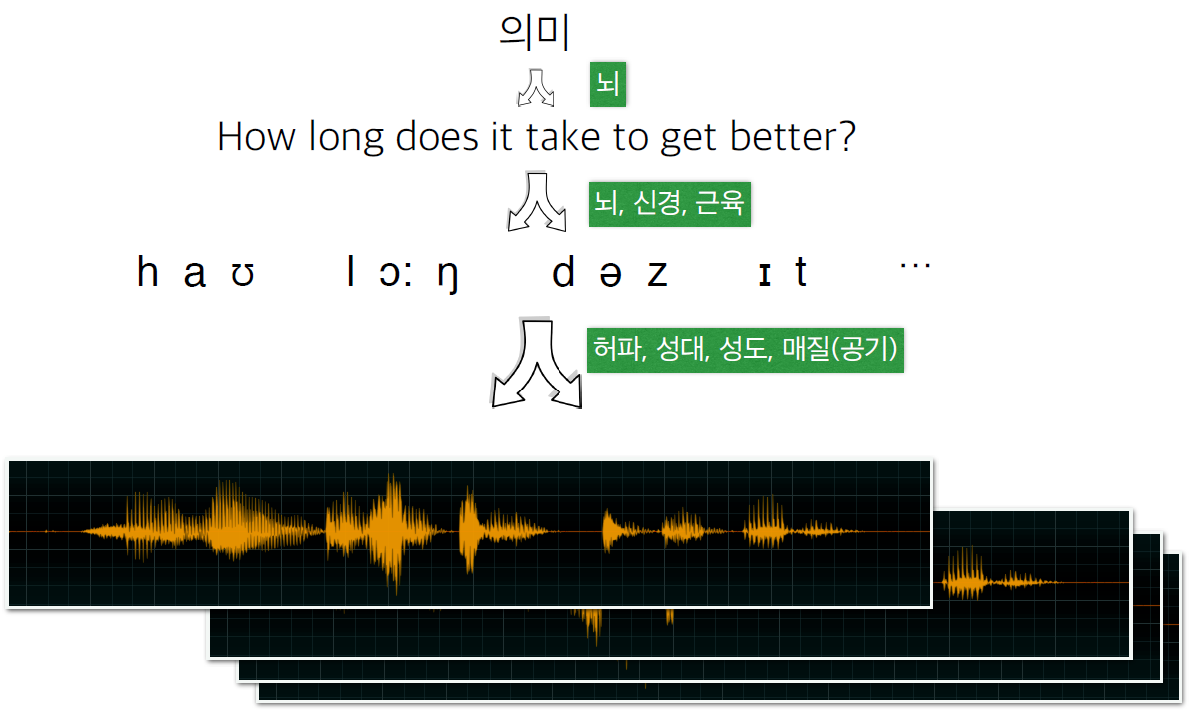 의미
뇌
How long does it take to get better?
뇌, 신경, 근육
h a ʊ l ɔː ŋ d ə z ɪ t ...
허파, 성대, 성도, 매질(공기)